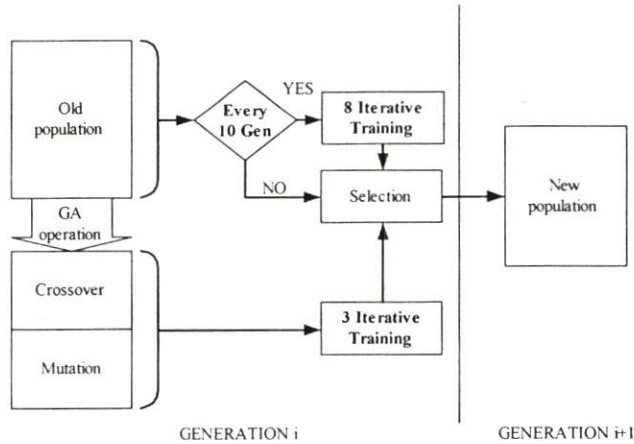 Old
population
Every
10 Gen
YES
8 Iterative
Training
NO
Selection
New
population
GA
operation
Crossover
Mutation
3 Iterative
Training
GENERATION i
GENERATION i+1